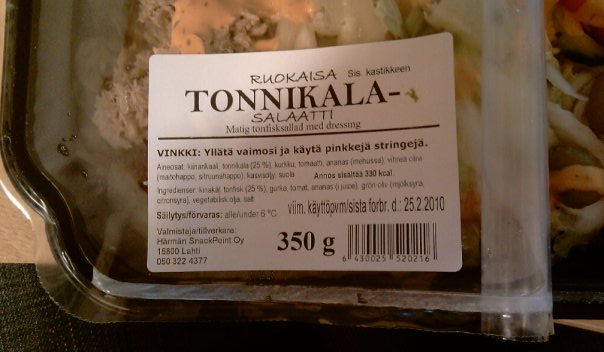 RUOKAISA Sis. kastikkeen
TONNIKALA-
SALAATTI
Matig tonfisksallad med dressing
VINKKI: Yllätä vaimosi ja käytä pinkkejä stringejä.
Aineosat: kiinankaali, tonnikala (25 %), kurkku, tomaatti, ananas (mehussa), vihreä oliivi
(maitohappo, sitruunahappo), kasviöljy, suola Annos sisältää 330 kcal
Ingredienser: kinakål, tonfisk (25 %), gurka, tomat, ananas (i juice), grön oliv (mjölksyra,
citronsyra), vegetabilisk olja, salt
Säilytys/förvaras: alle/under 6 °C
viim. käyttöpvm/sista förbr. d.: 25.2.2010
Valmistaja/tillverkare:
Härmän SnackPoint Oy
15800 Lahti
050 322 4377
350 g
6 430025 520216